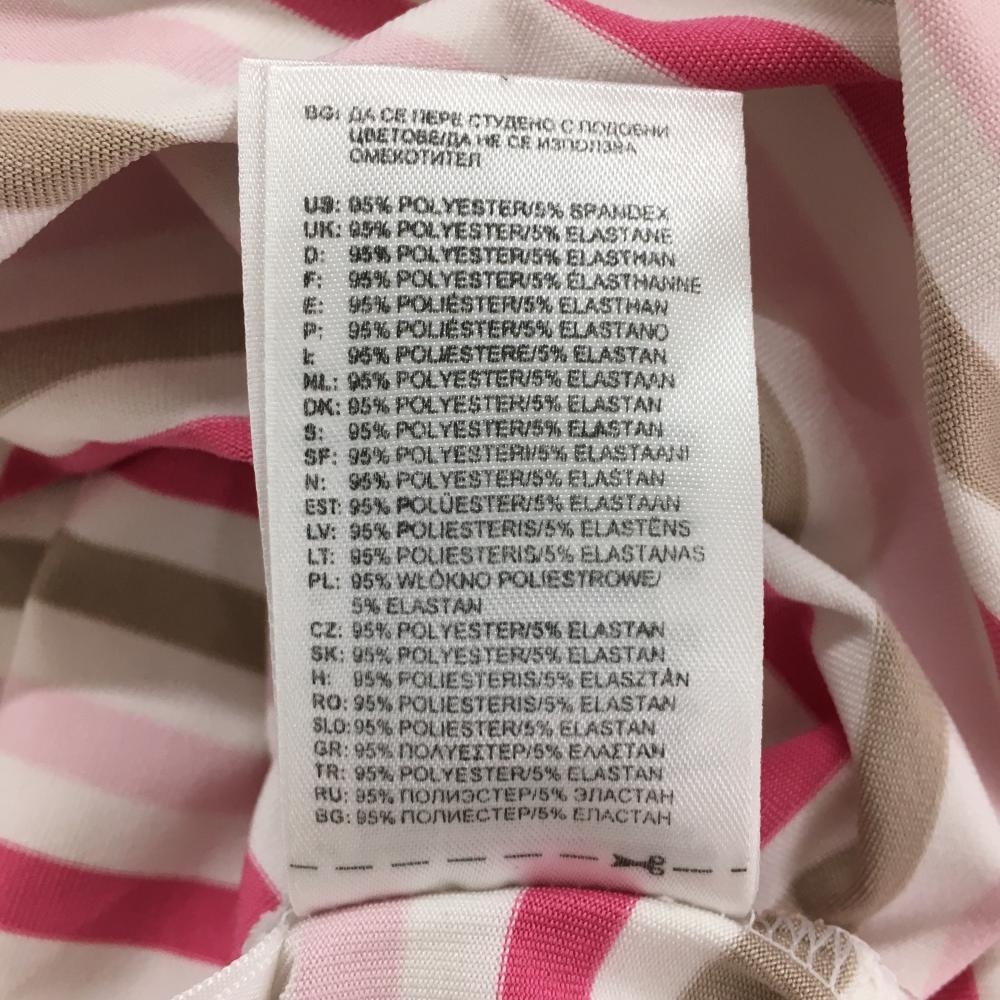 BG: ДА СЕ ПЕРЕ СТУДЕНО С ПОДОБНИ
ЦВЕТОВЕ/ДА НЕ СЕ ИЗПОЛЗВА
ОМЕКОТИТЕЛ
US: 95% POLYESTER/5% SPANDEX
UK: 95% POLYESTER/5% ELASTANE
D: 95% POLYESTER/5% ELASTHAN
F: 95% POLYESTER/5% ÉLASTHANNE
E: 95% POLIÉSTER/5% ELASTHAN
P: 95% POLIÉSTER/5% ELASTANO
I: 95% POLIESTERE/5% ELASTAN
NL: 95% POLYESTER/5% ELASTAAN
DK: 95% POLYESTER/5% ELASTAN
S: 95% POLYESTER/5% ELASTAN
SF: 95% POLYESTERI/5% ELASTAANI
N: 95% POLYESTER/5% ELASTAN
EST: 95% POLÜESTER/5% ELASTAAN
LV: 95% POLIESTERIS/5% ELASTĒNS
LT: 95% POLIESTERIS/5% ELASTANAS
PL: 95% WŁÓKNO POLIESTROWE/
5% ELASTAN
CZ: 95% POLYESTER/5% ELASTAN
SK: 95% POLYESTER/5% ELASTAN
H: 95% POLIESTERIS/5% ELASZTÁN
RO: 95% POLIESTERIS/5% ELASTAN
SLO: 95% POLIESTER/5% ELASTAN
GR: 95% ΠΟΛΥΕΣΤΕΡ/5% ΕΛΑΣΤΑΝ
TR: 95% POLYESTER/5% ELASTAN
RU: 95% ПОЛИЭСТЕР/5% ЭЛАСТАН
BG: 95% ПОЛИЕСТЕР/5% ЕЛАСТАН